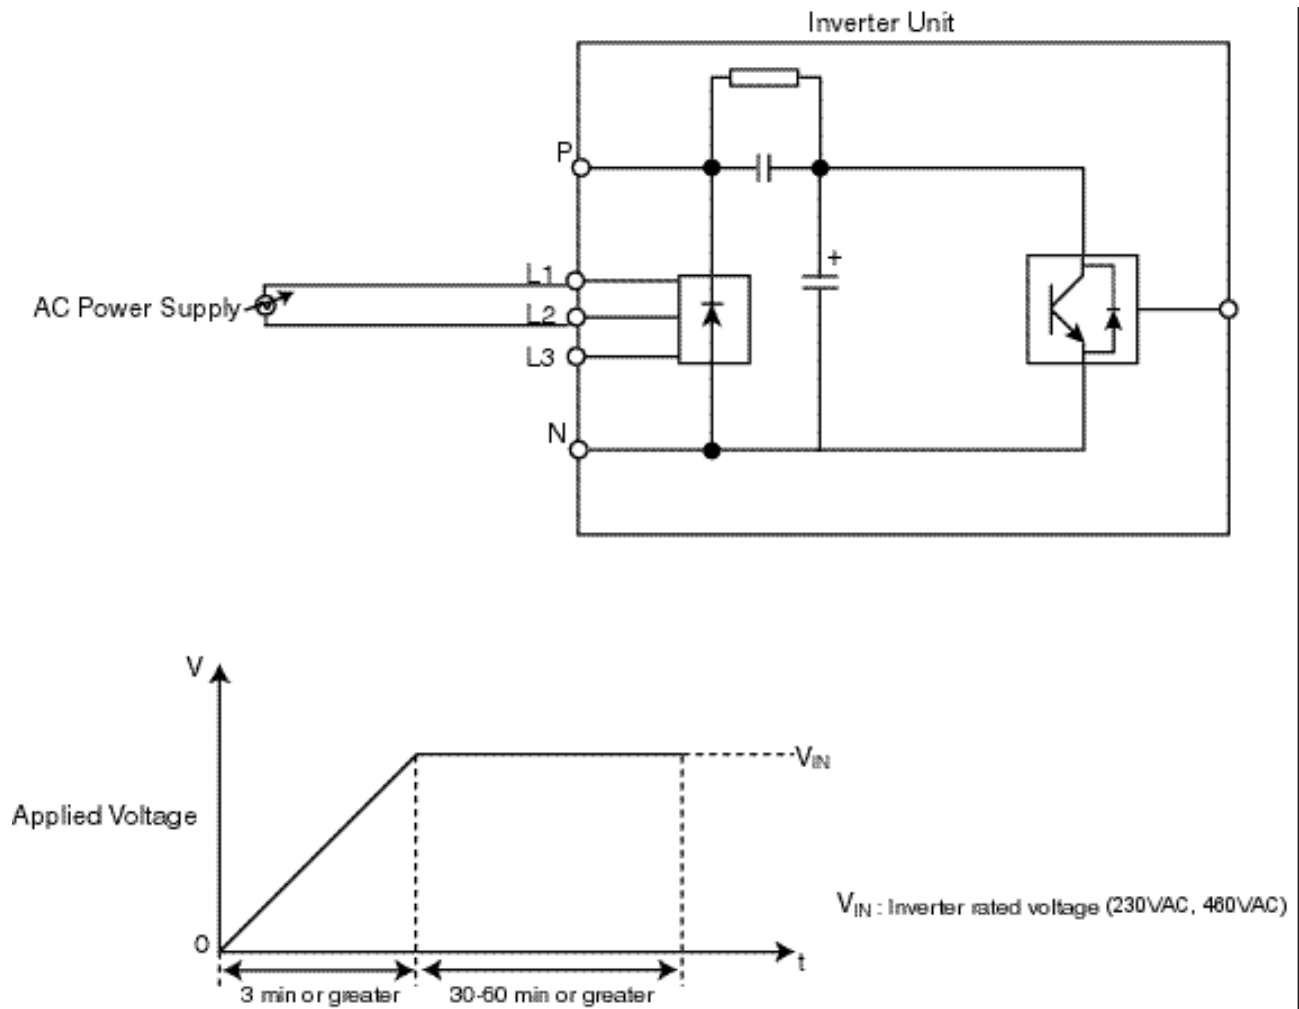 Inverter Unit
P
+
L1
AC Power Supply
L2
L3
N
V
VIN
Applied Voltage
VIN : Inverter rated voltage (230VAC, 460VAC)
0
t
3 min or greater
30-60 min or greater